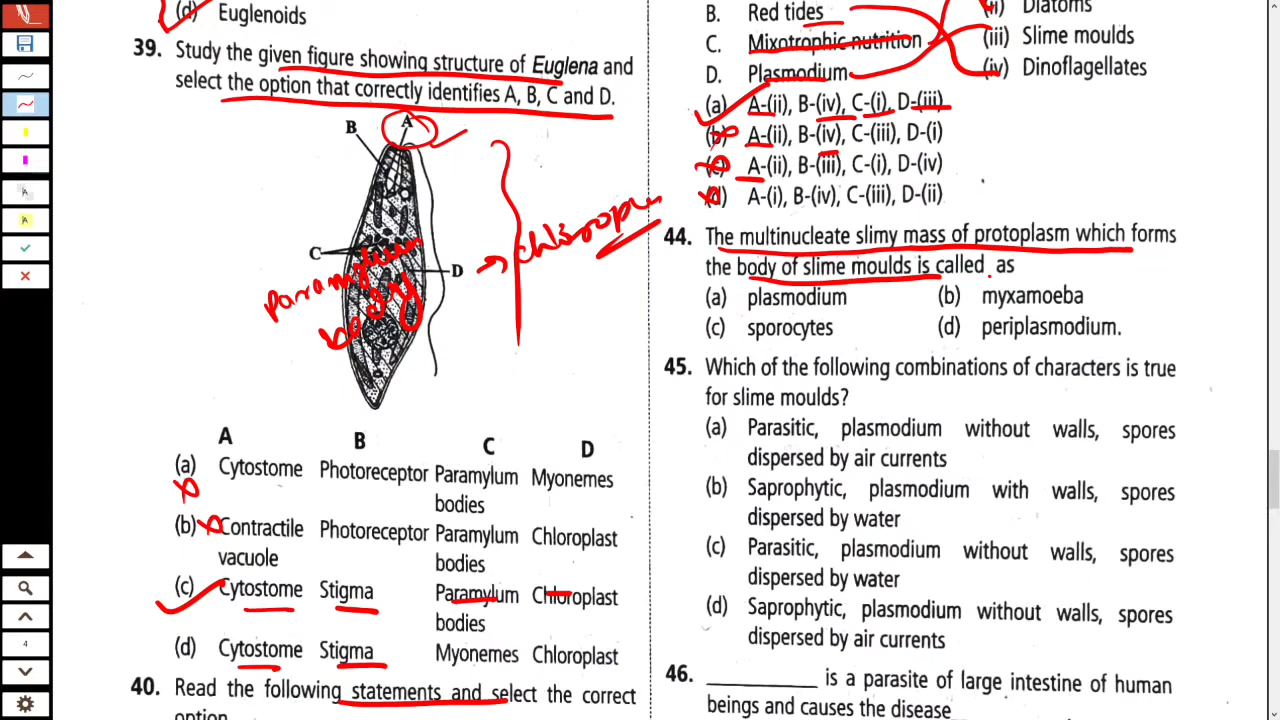 (d) Euglenoids
39. Study the given figure showing structure of Euglena and
select the option that correctly identifies A, B, C and D.
B
A
C
D
paramylum
body
chlorop
A B C D
(a) Cytostome Photoreceptor Paramylum Myonemes
bodies
(b) Contractile Photoreceptor Paramylum Chloroplast
vacuole bodies
(c) Cytostome Stigma Paramylum Chloroplast
bodies
(d) Cytostome Stigma Myonemes Chloroplast
40. Read the following statements and select the correct
option.
B. Red tides (ii) Diatoms
C. Mixotrophic nutrition (iii) Slime moulds
D. Plasmodium (iv) Dinoflagellates
(a) A-(ii), B-(iv), C-(i), D-(iii)
(b) A-(ii), B-(iv), C-(iii), D-(i)
(c) A-(ii), B-(iii), C-(i), D-(iv)
(d) A-(i), B-(iv), C-(iii), D-(ii)
44. The multinucleate slimy mass of protoplasm which forms
the body of slime moulds is called as
(a) plasmodium (b) myxamoeba
(c) sporocytes (d) periplasmodium.
45. Which of the following combinations of characters is true
for slime moulds?
(a) Parasitic, plasmodium without walls, spores
dispersed by air currents
(b) Saprophytic, plasmodium with walls, spores
dispersed by water
(c) Parasitic, plasmodium without walls, spores
dispersed by water
(d) Saprophytic, plasmodium without walls, spores
dispersed by air currents
46. __________ is a parasite of large intestine of human
beings and causes the disease
4